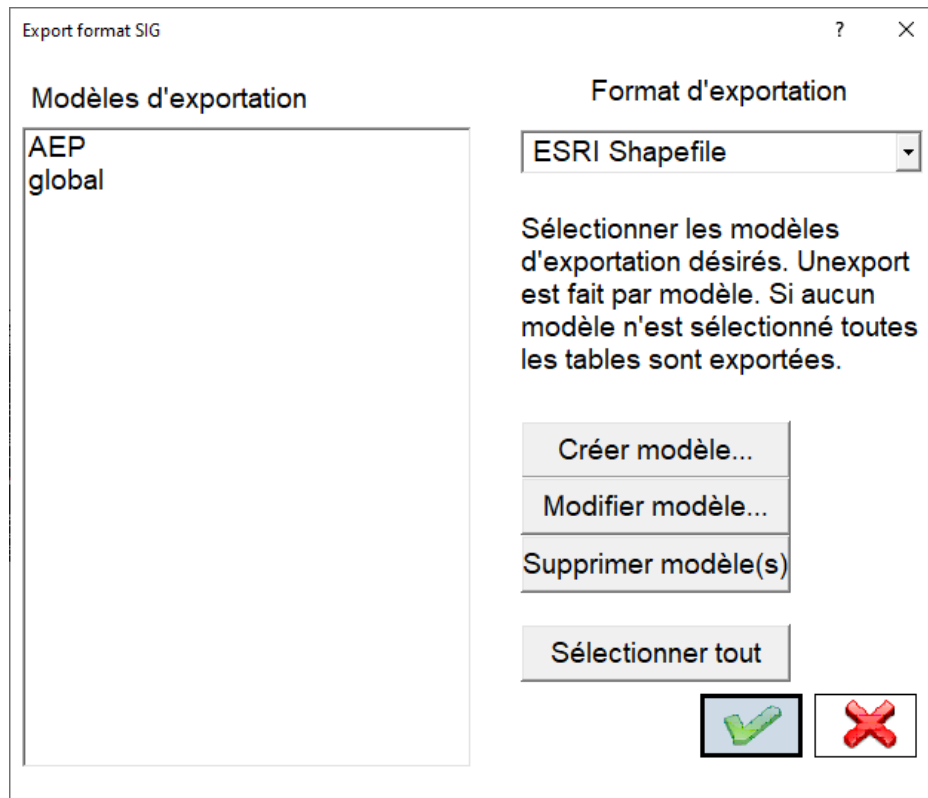 Export format SIG
?
Modèles d'exportation
AEP
global
Format d'exportation
ESRI Shapefile
Sélectionner les modèles
d'exportation désirés. Unexport
est fait par modèle. Si aucun
modèle n'est sélectionné toutes
les tables sont exportées.
Créer modèle...
Modifier modèle...
Supprimer modèle(s)
Sélectionner tout